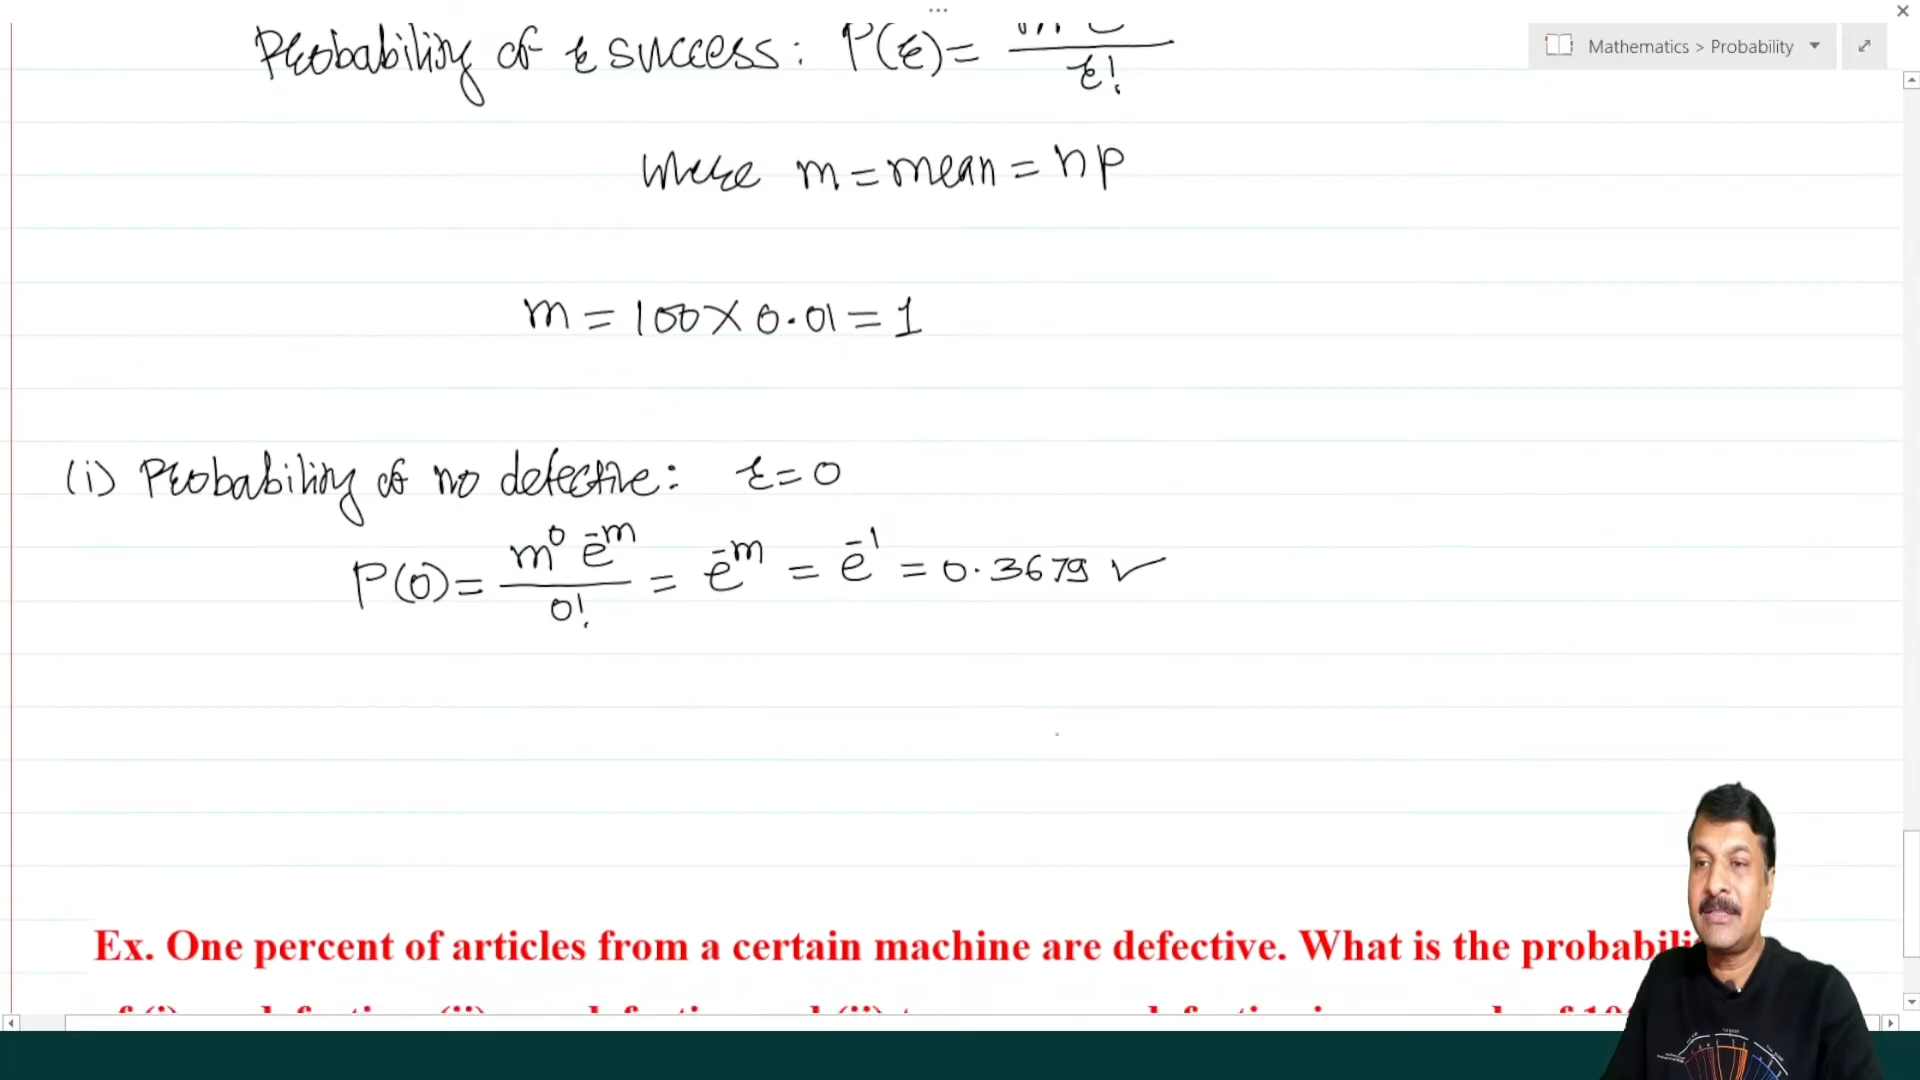 Mathematics > Probability
Probability of r success: P(r) = / r!
where m = mean = np
m = 100 × 0.01 = 1
(i) Probability of no defective: r = 0
P(0) = m⁰ e⁻ᵐ / 0! = e⁻ᵐ = e⁻¹ = 0.3679 ✓
Ex. One percent of articles from a certain machine are defective. What is the